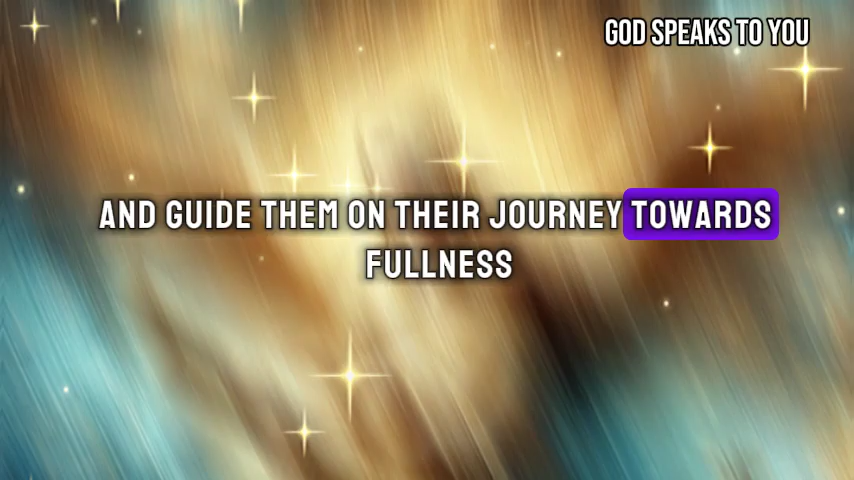 GOD SPEAKS TO YOU
AND GUIDE THEM ON THEIR JOURNEY TOWARDS
FULLNESS